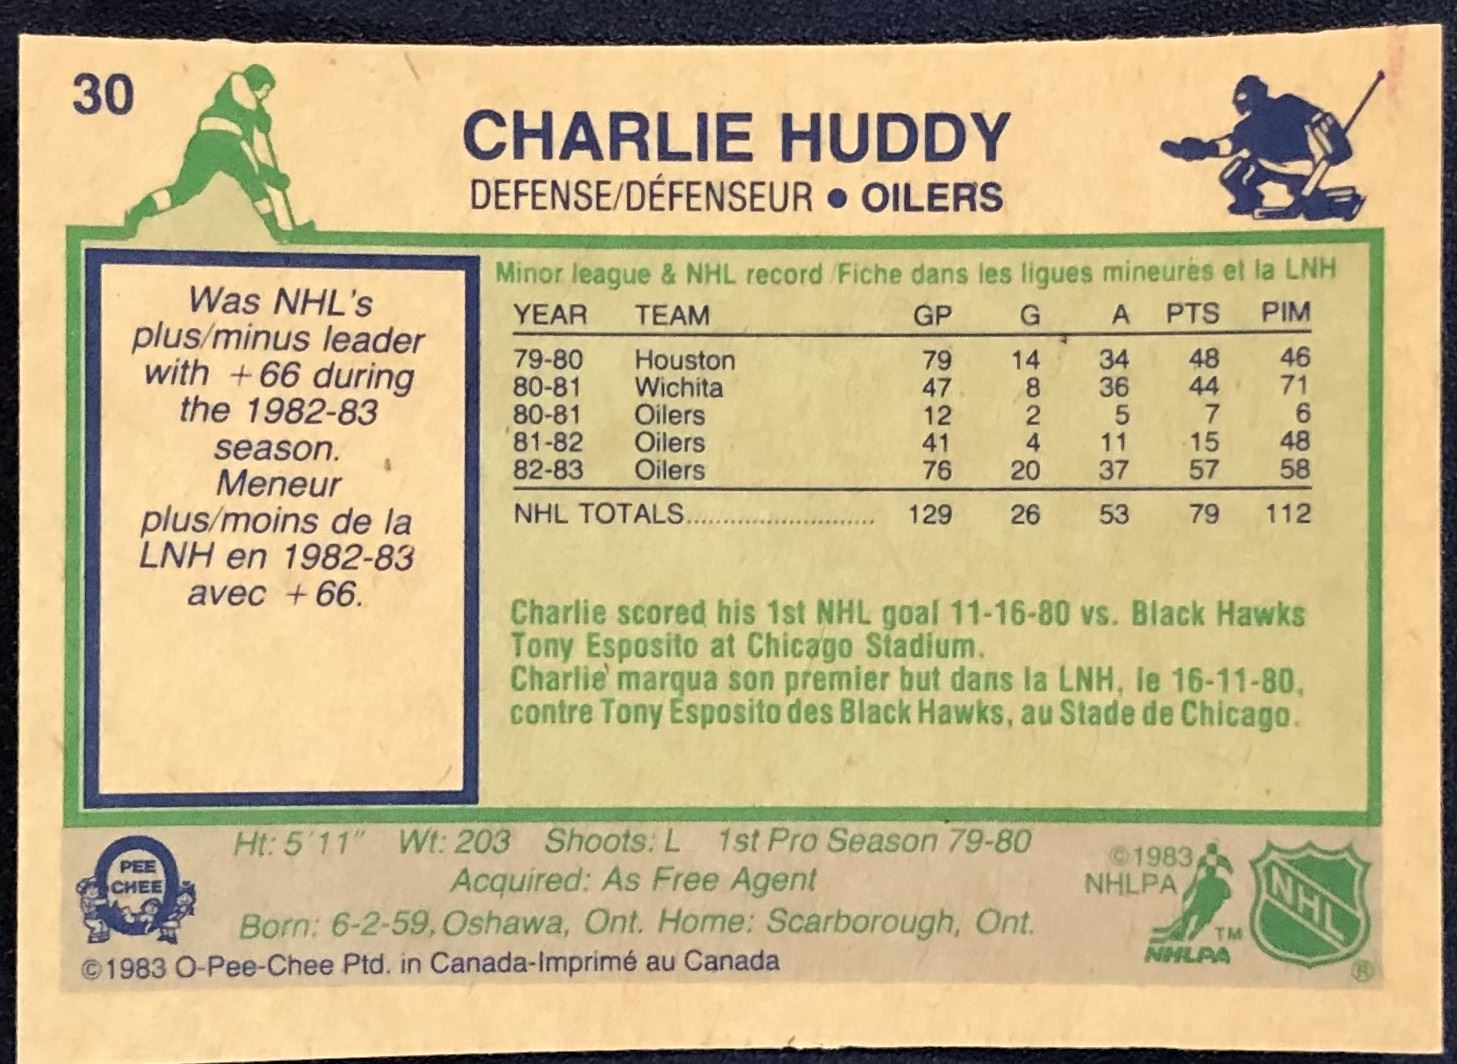 30
CHARLIE HUDDY
DEFENSE/DÉFENSEUR • OILERS
Was NHL's
plus/minus leader
with +66 during
the 1982-83
season.
Meneur
plus/moins de la
LNH en 1982-83
avec +66.
Minor league & NHL record/Fiche dans les ligues mineures et la LNH
YEAR TEAM GP G A PTS PIM
79-80 Houston 79 14 34 48 46
80-81 Wichita 47 8 36 44 71
80-81 Oilers 12 2 5 7 6
81-82 Oilers 41 4 11 15 48
82-83 Oilers 76 20 37 57 58
NHL TOTALS.......................... 129 26 53 79 112
Charlie scored his 1st NHL goal 11-16-80 vs. Black Hawks
Tony Esposito at Chicago Stadium.
Charlie marqua son premier but dans la LNH, le 16-11-80,
contre Tony Esposito des Black Hawks, au Stade de Chicago.
Ht: 5'11" Wt: 203 Shoots: L 1st Pro Season 79-80
Acquired: As Free Agent
Born: 6-2-59, Oshawa, Ont. Home: Scarborough, Ont.
©1983 O-Pee-Chee Ptd. in Canada-Imprimé au Canada
PEE
CHEE
©1983
NHLPA
TM
NHLPA
NHL
®